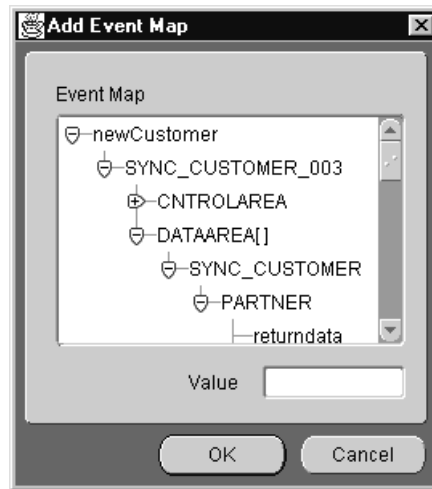 Add Event Map
Event Map
newCustomer
SYNC_CUSTOMER_003
CNTROLAREA
DATAAREA[]
SYNC_CUSTOMER
PARTNER
returndata
Value
OK
Cancel